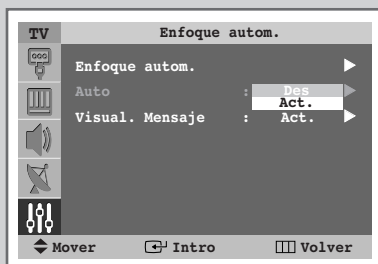 TV Enfoque autom.
Enfoque autom.
Auto : Des
Act.
Visual. Mensaje : Act.
Mover Intro Volver